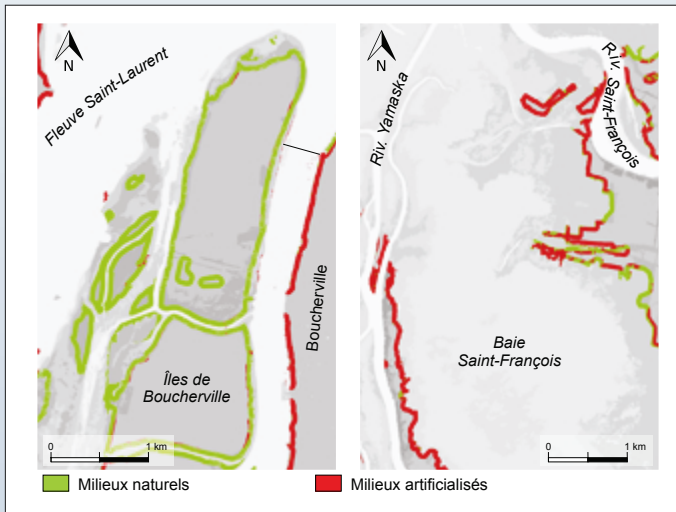 N
Fleuve Saint-Laurent
Boucherville
Îles de
Boucherville
0 1 km
N
Riv. Yamaska
Riv. Saint-François
Baie
Saint-François
0 1 km
Milieux naturels
Milieux artificialisés